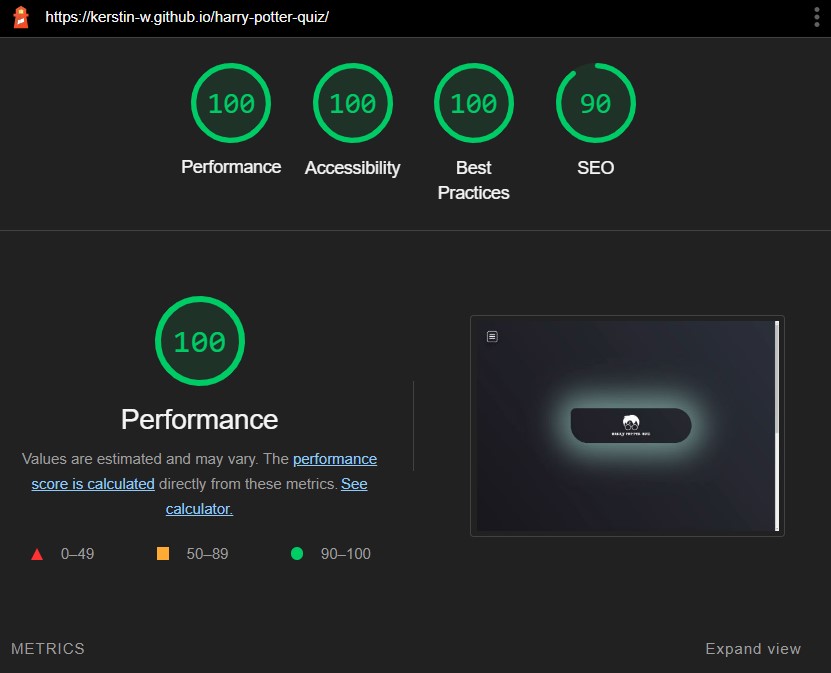 https://kerstin-w.github.io/harry-potter-quiz/
100 100 100 90
Performance Accessibility Best Practices SEO
100
Performance
Values are estimated and may vary. The performance
score is calculated directly from these metrics. See
calculator.
0–49 50–89 90–100
METRICS Expand view